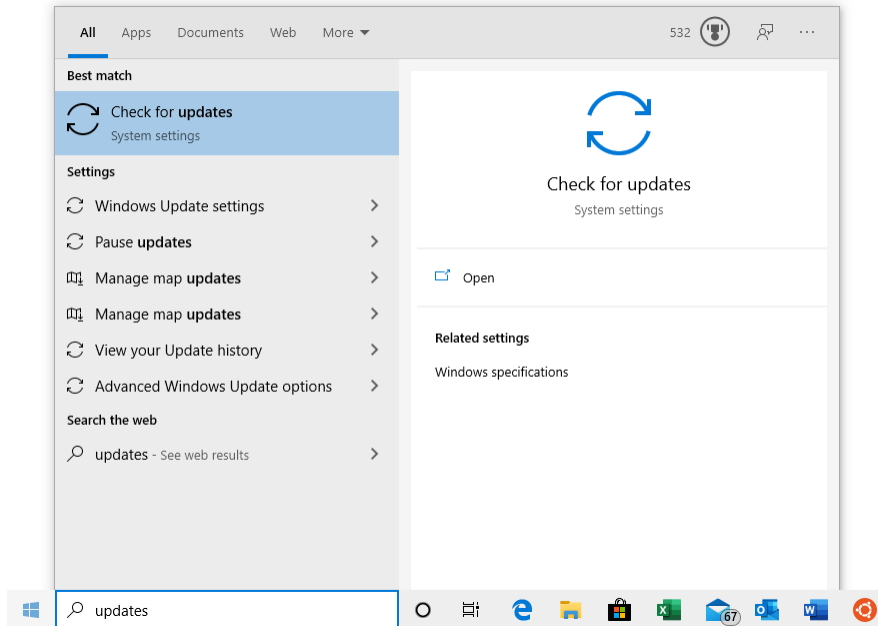 All Apps Documents Web More 532
Best match
Check for updates
System settings
Settings
Windows Update settings
Pause updates
Manage map updates
Manage map updates
View your Update history
Advanced Windows Update options
Search the web
updates - See web results
Check for updates
System settings
Open
Related settings
Windows specifications
updates
67